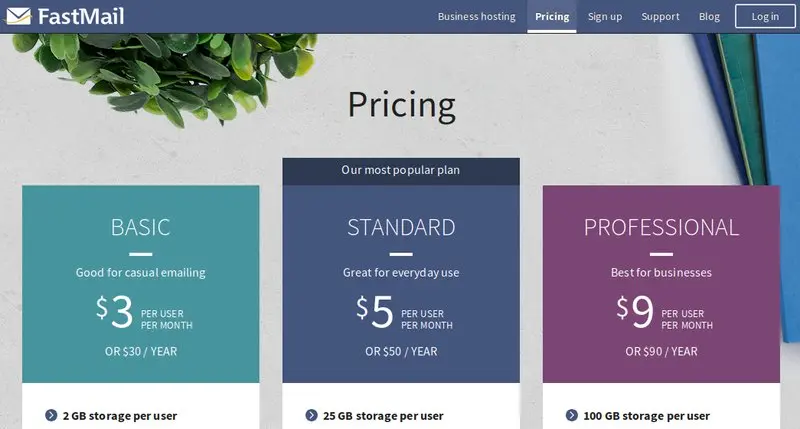 FastMail
Business hosting
Pricing
Sign up
Support
Blog
Log in
Pricing
BASIC
Good for casual emailing
$3 PER USER
PER MONTH
OR $30 / YEAR
2 GB storage per user
Our most popular plan
STANDARD
Great for everyday use
$5 PER USER
PER MONTH
OR $50 / YEAR
25 GB storage per user
PROFESSIONAL
Best for businesses
$9 PER USER
PER MONTH
OR $90 / YEAR
100 GB storage per user